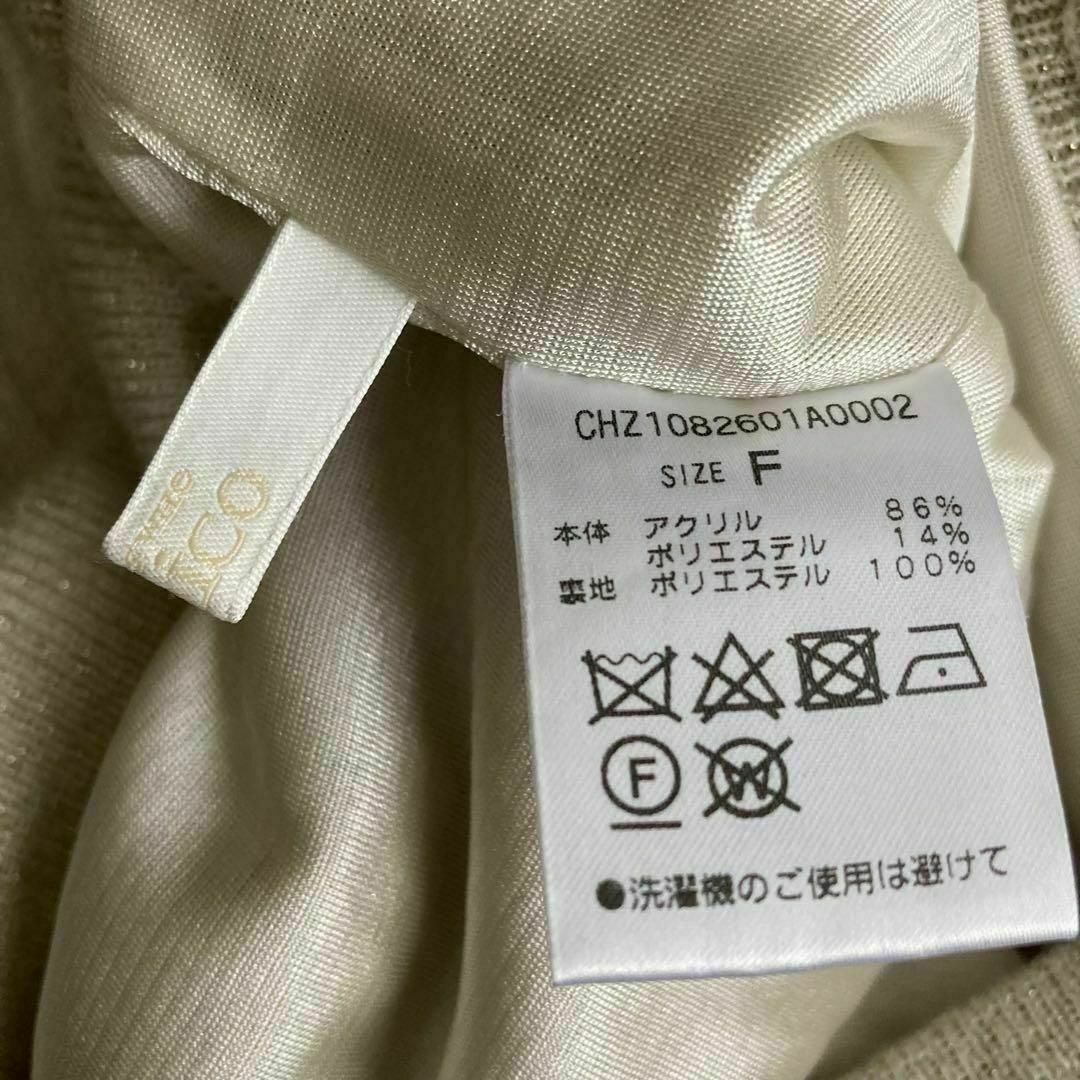 CHZ1082601A0002
SIZE F
本体 アクリル 86%
ポリエステル 14%
裏地 ポリエステル 100%
F
W
●洗濯機のご使用は避けて